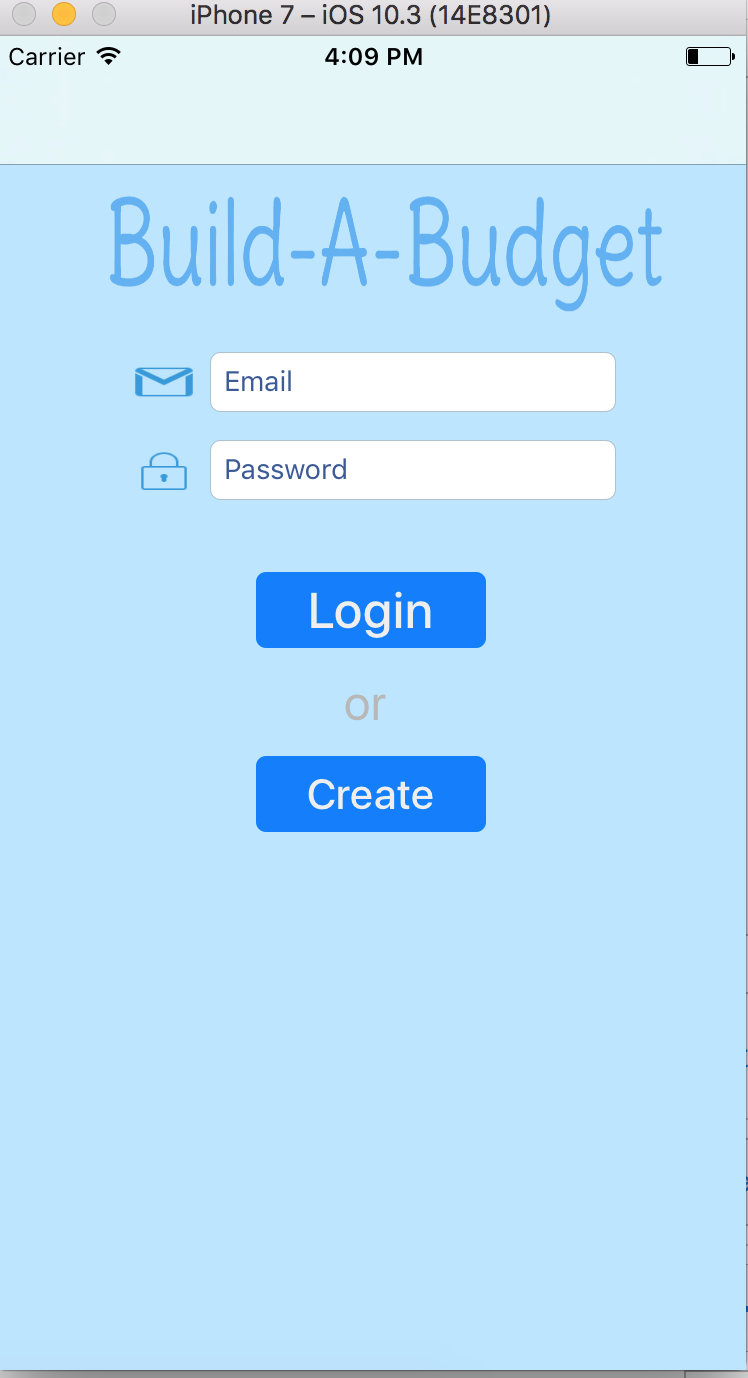 iPhone 7 – iOS 10.3 (14E8301)
Carrier 4:09 PM
Build-A-Budget
Email
Password
Login
or
Create